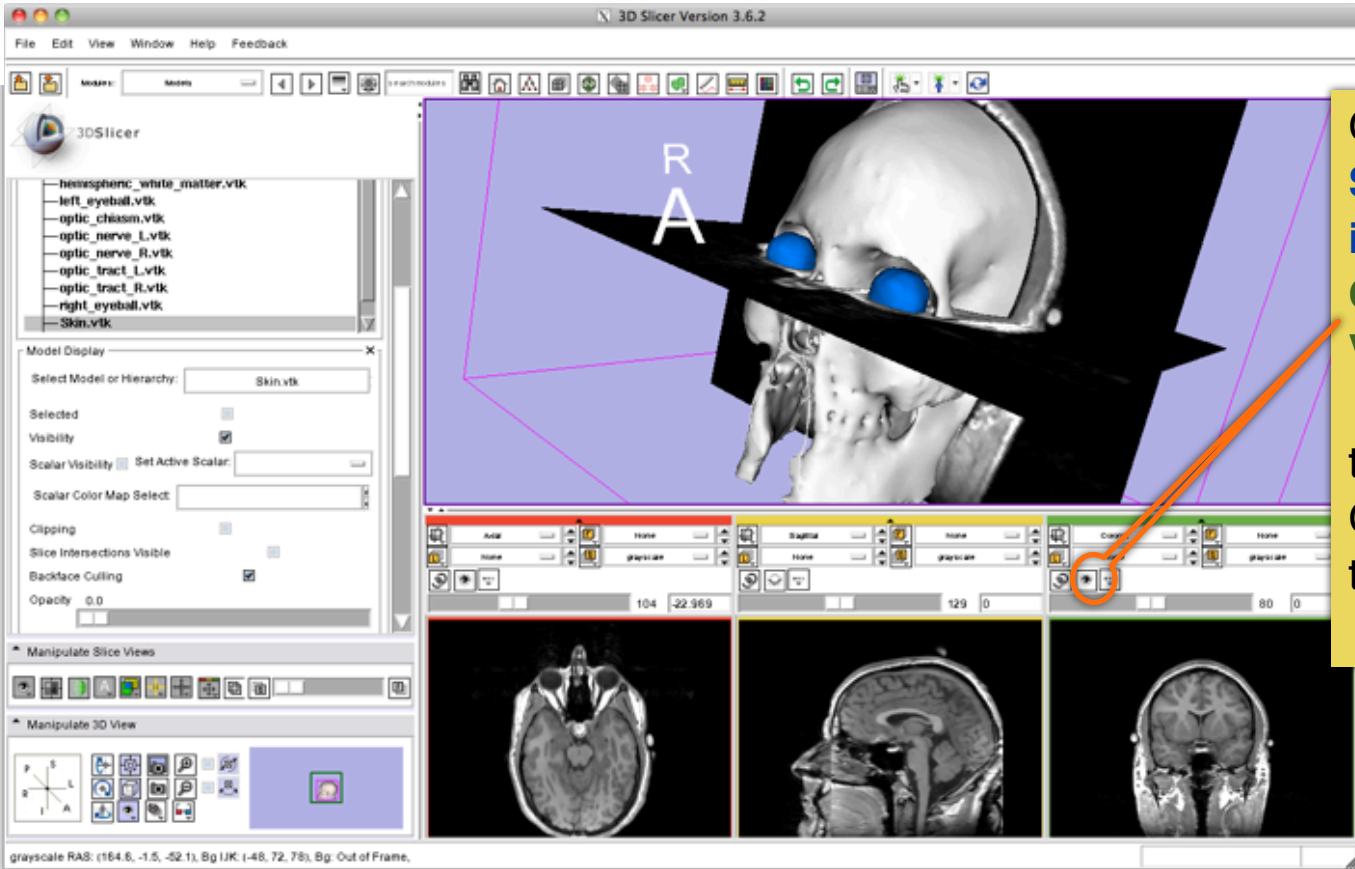 3D Slicer Version 3.6.2
File Edit View Window Help Feedback
Modules: Models
3DSlicer
hemispheric_white_matter.vtk
left_eyeball.vtk
optic_chiasm.vtk
optic_nerve_L.vtk
optic_nerve_R.vtk
optic_tract_L.vtk
optic_tract_R.vtk
right_eyeball.vtk
Skin.vtk
Model Display
Select Model or Hierarchy: Skin.vtk
Selected
Visibility
Scalar Visibility Set Active Scalar:
Scalar Color Map Select:
Clipping
Slice Intersections Visible
Backface Culling
Opacity 0.0
Manipulate Slice Views
Manipulate 3D View
P S
R L
I A
R
A
Axial None
None grayscale
104 -22.969
Sagittal None
None grayscale
129 0
None
grayscale
80 0
grayscale RAS: (164.6, -1.5, -52.1), Bg IJK: (-48, 72, 78), Bg: Out of Frame,